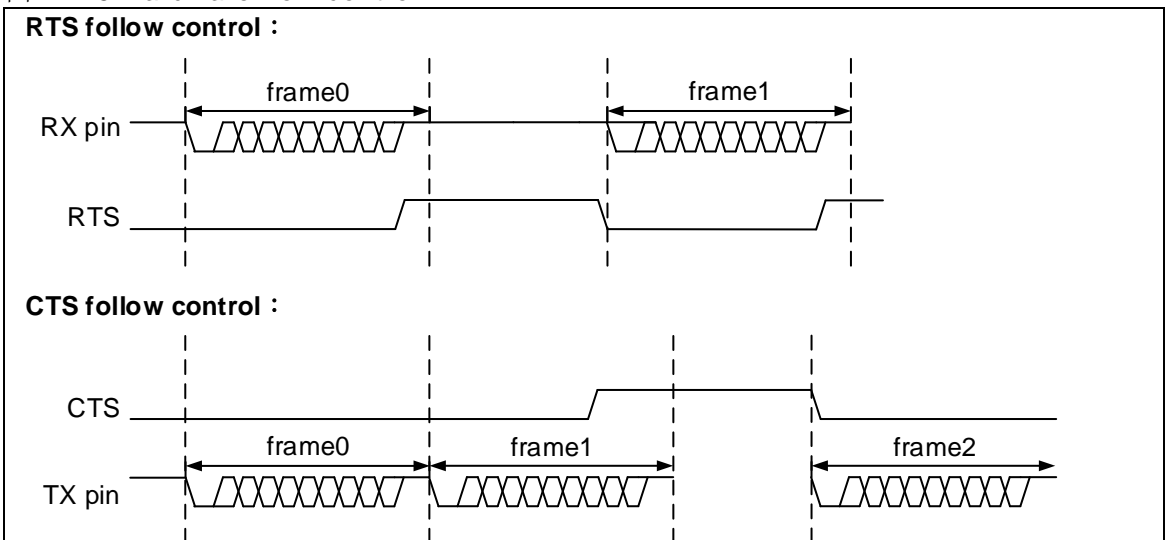 RTS follow control：
frame0
frame1
RX pin
RTS
CTS follow control：
CTS
frame0
frame1
frame2
TX pin